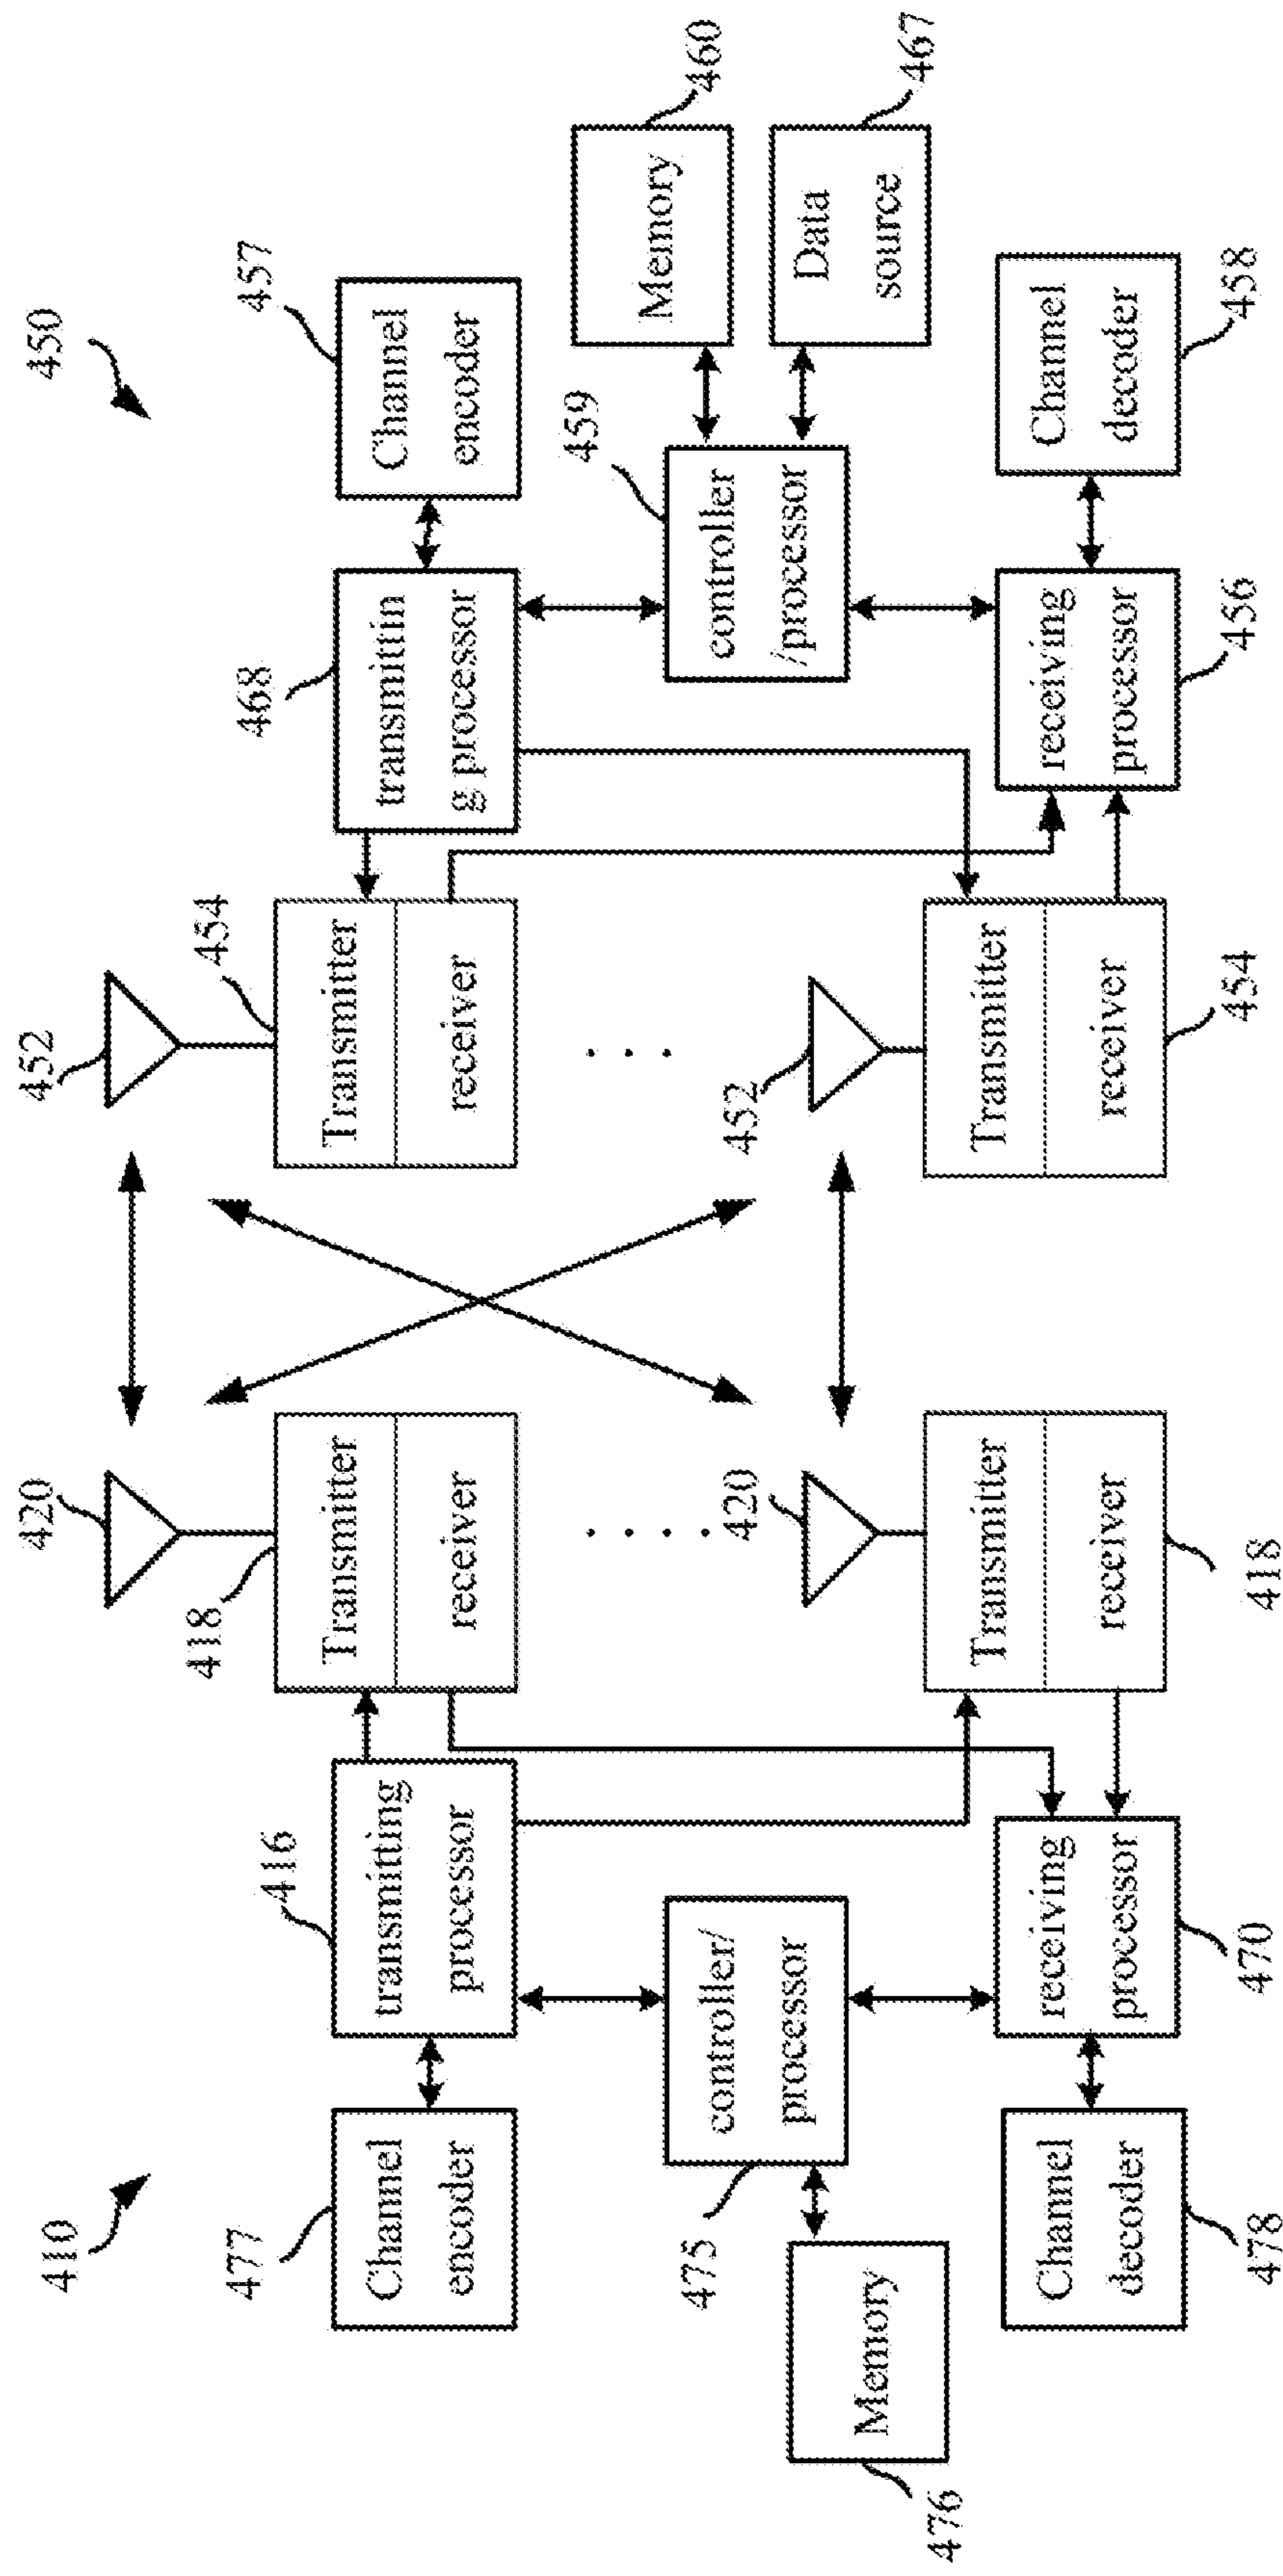 410
450
420
452
477
416
418
454
468
457
Channel
encoder
transmitting
processor
Transmitter
receiver
Transmitter
receiver
transmittin
g processor
Channel
encoder
475
controller/
processor
. . . .
. . .
459
controller
/processor
Memory
460
Memory
476
420
452
Data
source
467
Channel
decoder
receiving
processor
Transmitter
receiver
Transmitter
receiver
receiving
processor
Channel
decoder
478
470
418
454
456
458